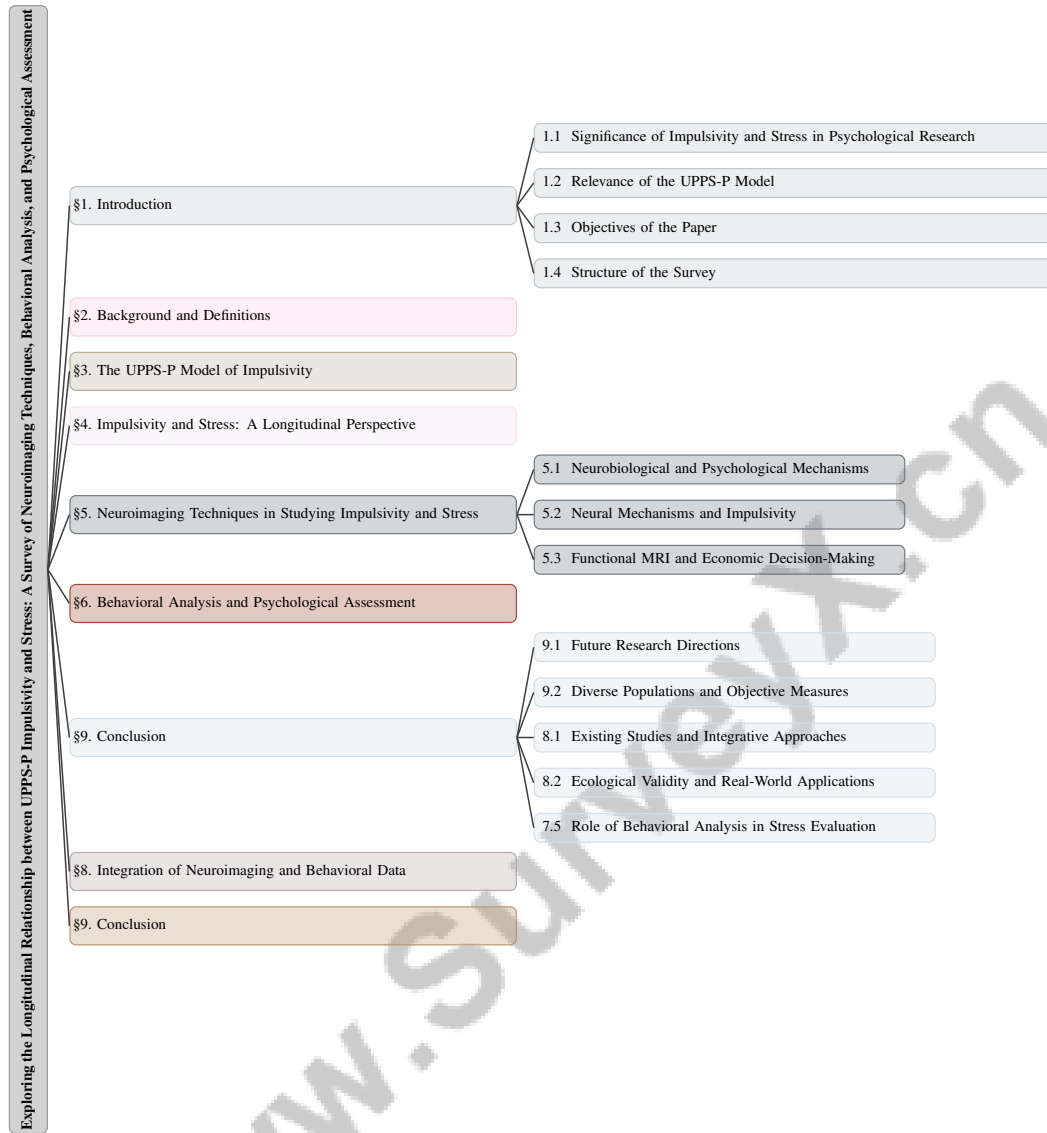 Exploring the Longitudinal Relationship between UPPS-P Impulsivity and Stress: A Survey of Neuroimaging Techniques, Behavioral Analysis, and Psychological Assessment
§1. Introduction
1.1 Significance of Impulsivity and Stress in Psychological Research
1.2 Relevance of the UPPS-P Model
1.3 Objectives of the Paper
1.4 Structure of the Survey
§2. Background and Definitions
§3. The UPPS-P Model of Impulsivity
§4. Impulsivity and Stress: A Longitudinal Perspective
§5. Neuroimaging Techniques in Studying Impulsivity and Stress
5.1 Neurobiological and Psychological Mechanisms
5.2 Neural Mechanisms and Impulsivity
5.3 Functional MRI and Economic Decision-Making
§6. Behavioral Analysis and Psychological Assessment
§9. Conclusion
9.1 Future Research Directions
9.2 Diverse Populations and Objective Measures
8.1 Existing Studies and Integrative Approaches
8.2 Ecological Validity and Real-World Applications
7.5 Role of Behavioral Analysis in Stress Evaluation
§8. Integration of Neuroimaging and Behavioral Data
§9. Conclusion
w.Surveyx.cn